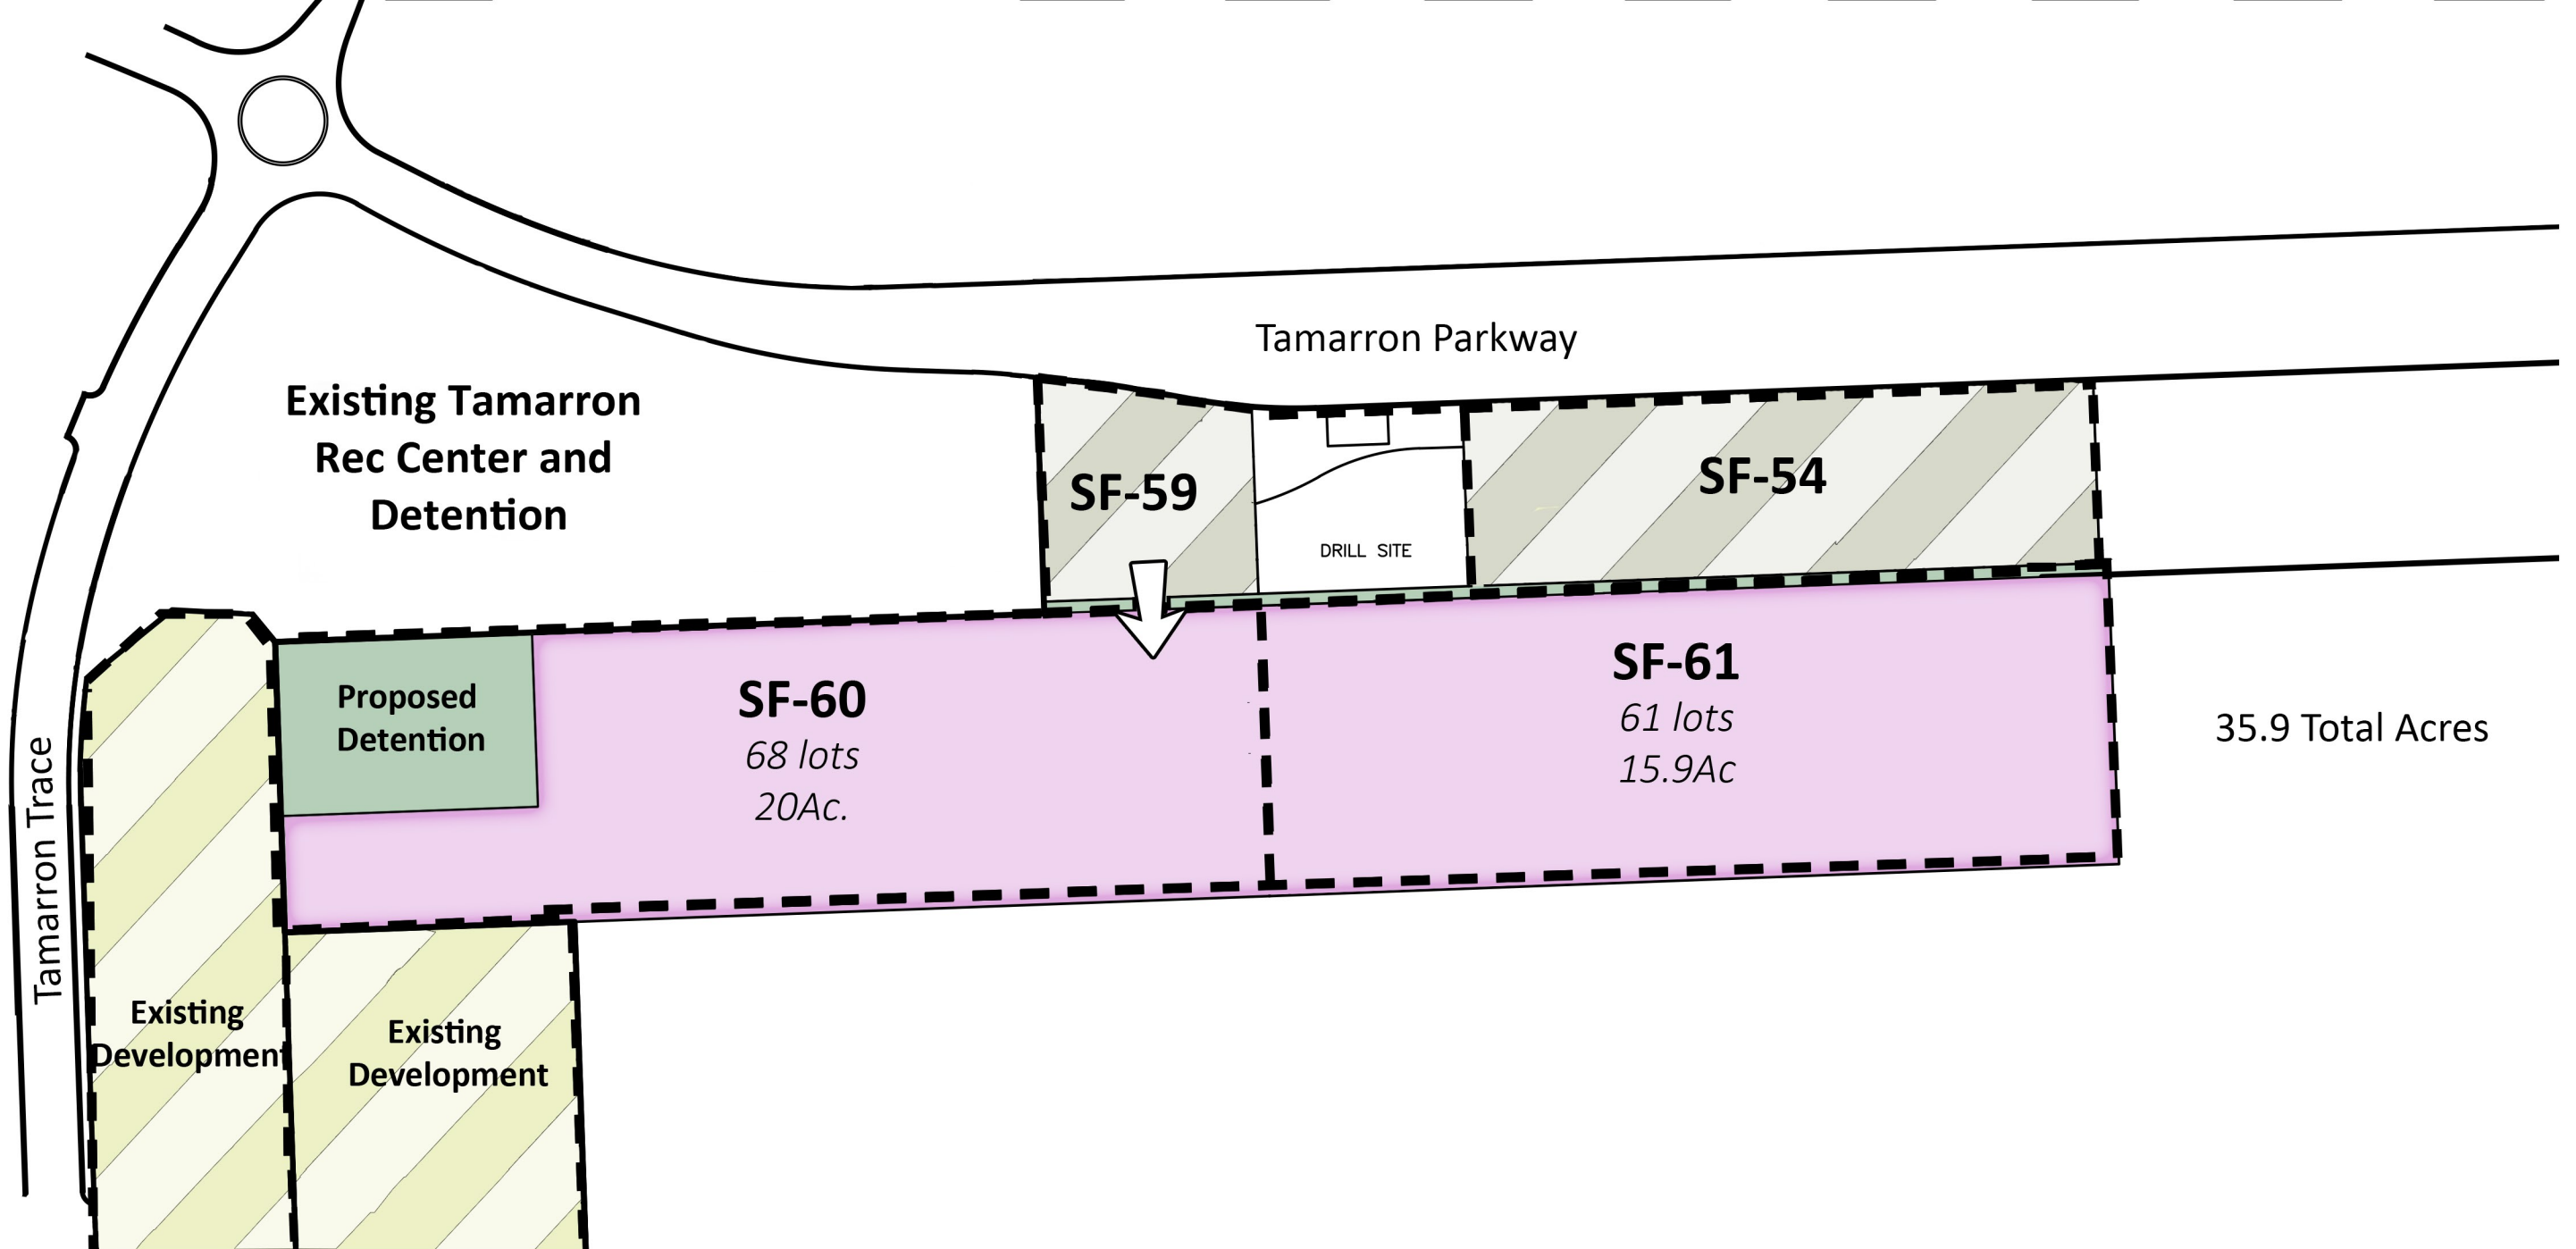 Tamarron Parkway
Existing Tamarron
Rec Center and
Detention
SF-59
SF-54
DRILL SITE
Proposed
Detention
SF-60
68 lots
20Ac.
SF-61
61 lots
15.9Ac
35.9 Total Acres
Tamarron Trace
Existing
Development
Existing
Development